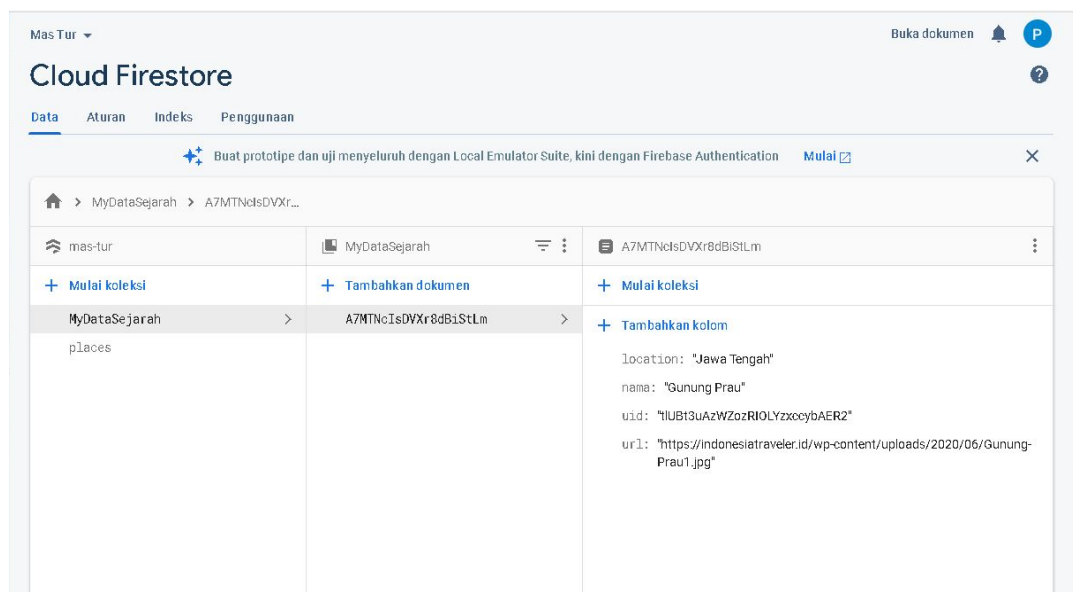 Mas Tur
Buka dokumen
P
Cloud Firestore
Data Aturan Indeks Penggunaan
Buat prototipe dan uji menyeluruh dengan Local Emulator Suite, kini dengan Firebase Authentication Mulai
MyDataSejarah > A7MTNcIsDVXr...
mas-tur
MyDataSejarah
A7MTNcIsDVXr8dBiStLm
+ Mulai koleksi
+ Tambahkan dokumen
+ Mulai koleksi
MyDataSejarah
A7MTNcIsDVXr8dBiStLm
+ Tambahkan kolom
places
location: "Jawa Tengah"
nama: "Gunung Prau"
uid: "tlUBt3uAzWZozRIOLYzxccybAER2"
url: "https://indonesiatraveler.id/wp-content/uploads/2020/06/Gunung-
Prau1.jpg"